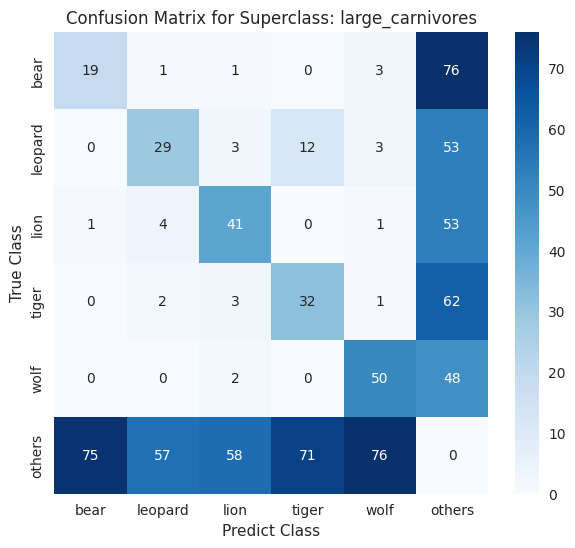 Confusion Matrix for Superclass: large_carnivores
True Class
bear 19 1 1 0 3 76
leopard 0 29 3 12 3 53
lion 1 4 41 0 1 53
tiger 0 2 3 32 1 62
wolf 0 0 2 0 50 48
others 75 57 58 71 76 0
bear leopard lion tiger wolf others
Predict Class
70
60
50
40
30
20
10
0